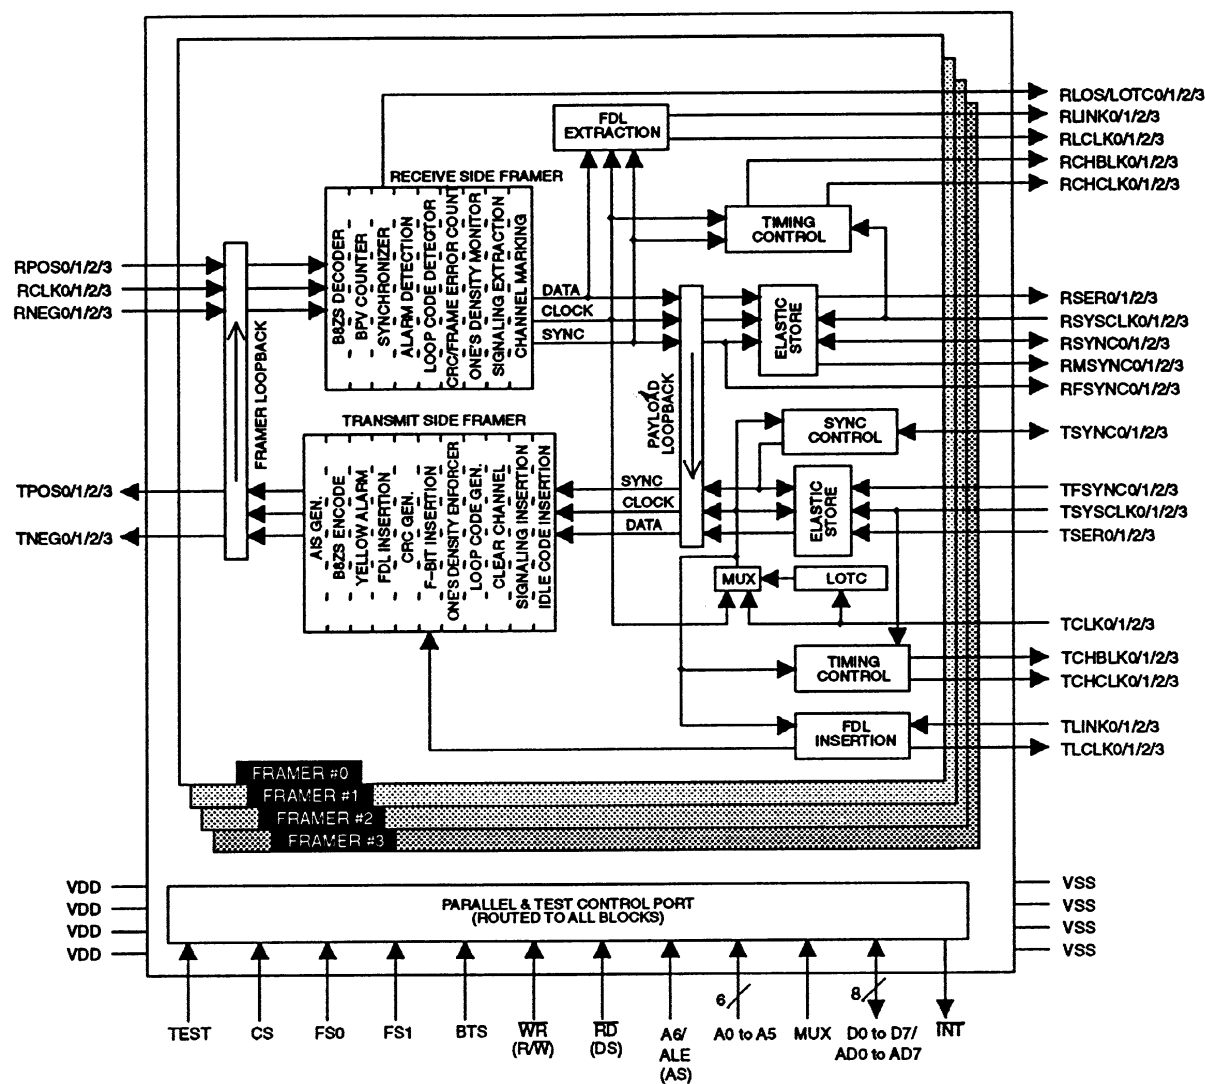 RLOS/LOTC0/1/2/3
FDL
EXTRACTION
RLINK0/1/2/3
RLCLK0/1/2/3
RCHBLK0/1/2/3
RCHCLK0/1/2/3
RECEIVE SIDE FRAMER
TIMING
CONTROL
B8ZS DECODER
BPV COUNTER
SYNCHRONIZER
ALARM DETECTION
LOOP CODE DETECTOR
CRC/FRAME ERROR COUNT
ONE'S DENSITY MONITOR
SIGNALING EXTRACTION
CHANNEL MARKING
RPOS0/1/2/3
RCLK0/1/2/3
RNEG0/1/2/3
DATA
CLOCK
SYNC
ELASTIC
STORE
RSER0/1/2/3
RSYSCLK0/1/2/3
RSYNC0/1/2/3
RMSYNC0/1/2/3
RFSYNC0/1/2/3
FRAMER LOOPBACK
PAYLOAD
LOOPBACK
TRANSMIT SIDE FRAMER
SYNC
CONTROL
TSYNC0/1/2/3
AIS GEN.
B8ZS ENCODE
YELLOW ALARM
FDL INSERTION
CRC GEN.
F-BIT INSERTION
ONE'S DENSITY ENFORCER
LOOP CODE GEN.
CLEAR CHANNEL
SIGNALING INSERTION
IDLE CODE INSERTION
TPOS0/1/2/3
TNEG0/1/2/3
SYNC
CLOCK
DATA
ELASTIC
STORE
TFSYNC0/1/2/3
TSYSCLK0/1/2/3
TSER0/1/2/3
MUX
LOTC
TCLK0/1/2/3
TIMING
CONTROL
TCHBLK0/1/2/3
TCHCLK0/1/2/3
FDL
INSERTION
TLINK0/1/2/3
TLCLK0/1/2/3
FRAMER #0
FRAMER #1
FRAMER #2
FRAMER #3
VDD
VDD
VDD
VDD
PARALLEL & TEST CONTROL PORT
(ROUTED TO ALL BLOCKS)
VSS
VSS
VSS
VSS
6
8
TEST
CS
FS0
FS1
BTS
W̅R̅
(R/W̅)
R̅D̅
(DS)
A6/
ALE
(AS)
A0 to A5
MUX
D0 to D7/
AD0 to AD7
I̅N̅T̅